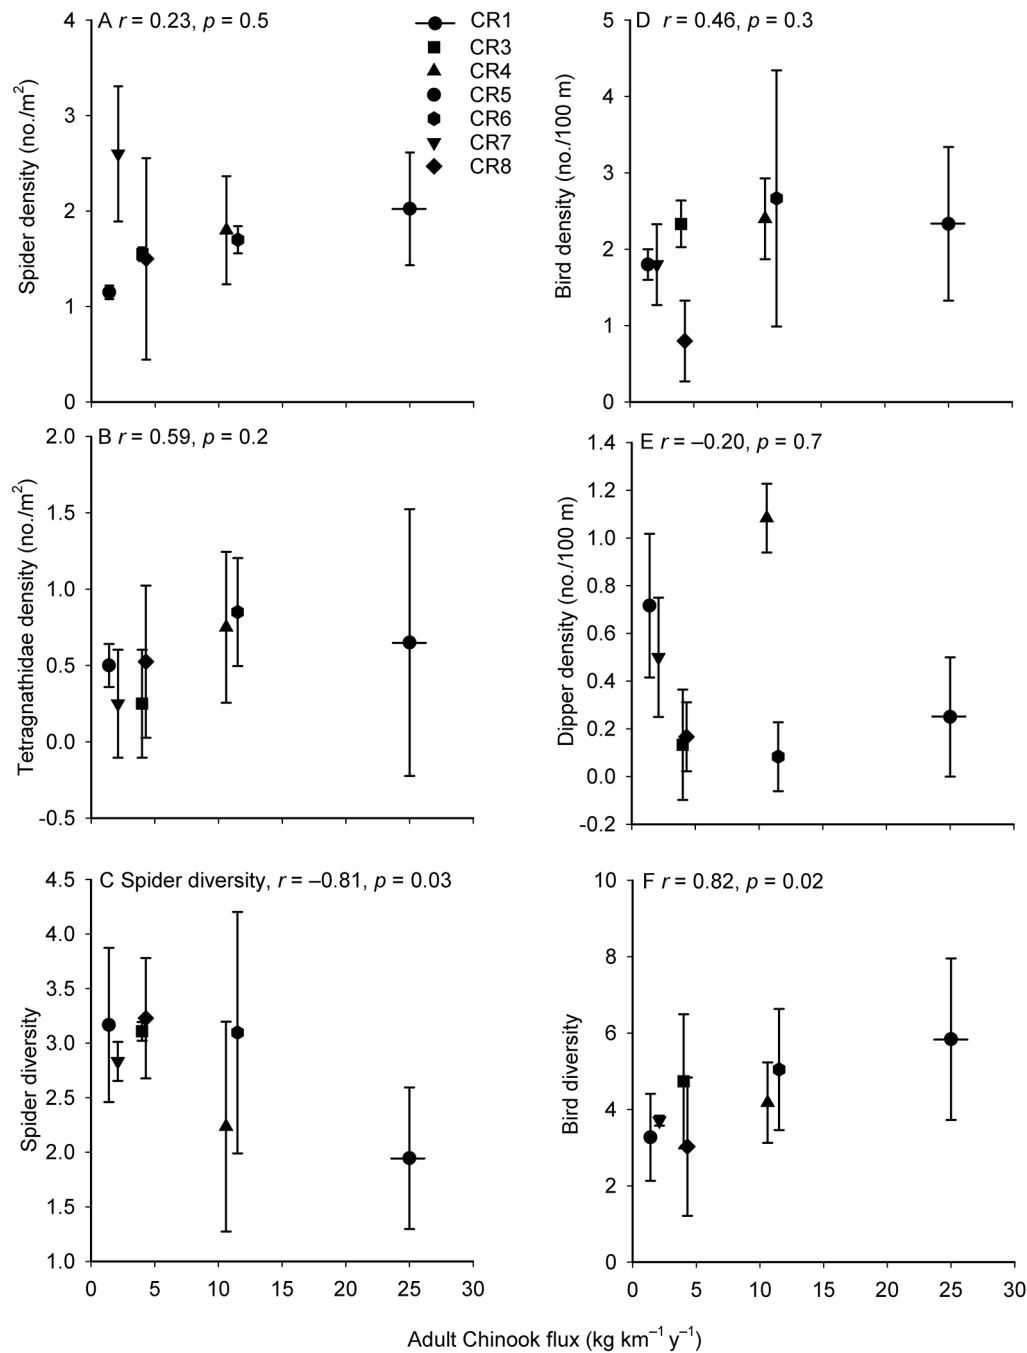 A r = 0.23, p = 0.5
4
3
2
1
0
Spider density (no./m²)
CR1
CR3
CR4
CR5
CR6
CR7
CR8
D r = 0.46, p = 0.3
5
4
3
2
1
0
Bird density (no./100 m)
B r = 0.59, p = 0.2
2.0
1.5
1.0
0.5
0.0
-0.5
Tetragnathidae density (no./m²)
E r = –0.20, p = 0.7
1.4
1.2
1.0
0.8
0.6
0.4
0.2
0.0
-0.2
Dipper density (no./100 m)
C Spider diversity, r = –0.81, p = 0.03
4.5
4.0
3.5
3.0
2.5
2.0
1.5
1.0
Spider diversity
0 5 10 15 20 25 30
F r = 0.82, p = 0.02
10
8
6
4
2
0
Bird diversity
0 5 10 15 20 25 30
Adult Chinook flux (kg km⁻¹ y⁻¹)